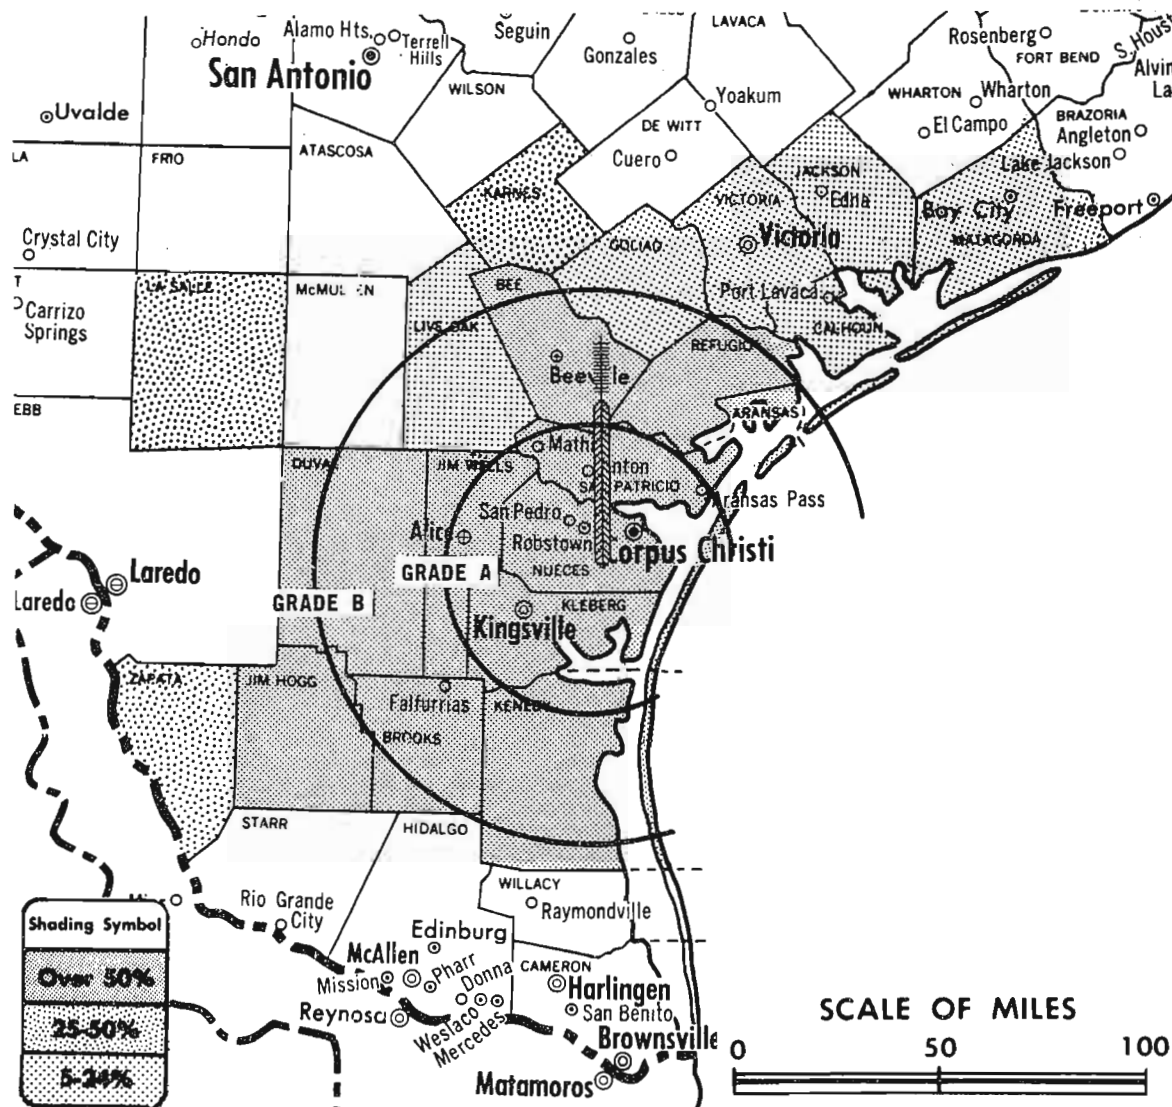 LAVACA
Seguin
Hondo
Alamo Hts.
Terrell
Hills
San Antonio
Gonzales
Rosenberg
FORT BEND
Uvalde
WILSON
Yoakum
WHARTON
Wharton
El Campo
BRAZORIA
Angleton
LA
FRIO
ATASCOSA
DE WITT
Cuero
Lake Jackson
KARNES
JACKSON
Edna
VICTORIA
Bay City
Freeport
Crystal City
GOLIAD
Victoria
MATAGORDA
LA SALLE
McMULLEN
BEE
Port Lavaca
Carrizo
Springs
LIVE OAK
CALHOUN
REFUGIO
Beeville
EBB
ARANSAS
DUVAL
JIM WELLS
SAN PATRICIO
Aransas Pass
San Pedro
Alice
Robstown
Corpus Christi
NUECES
GRADE A
Laredo
Laredo
GRADE B
KLEBERG
Kingsville
ZAPATA
JIM HOGG
Falfurrias
KENEDY
BROOKS
STARR
HIDALGO
WILLACY
Raymondville
Rio Grande
City
Shading Symbol
Over 50%
25-50%
5-24%
Edinburg
McAllen
Mission
Pharr
Donna
Weslaco
Mercedes
Reynosa
CAMERON
Harlingen
San Benito
Brownsville
Matamoros
SCALE OF MILES
0 50 100